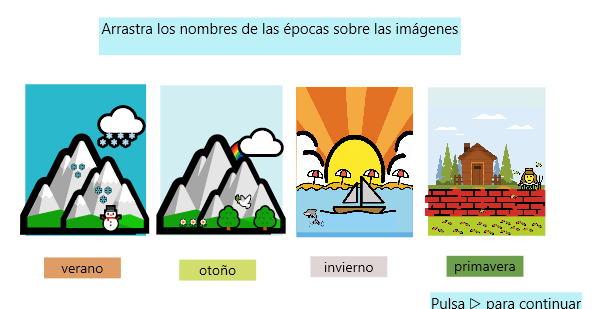 Arrastra los nombres de las épocas sobre las imágenes
verano
otoño
invierno
primavera
Pulsa ▷ para continuar